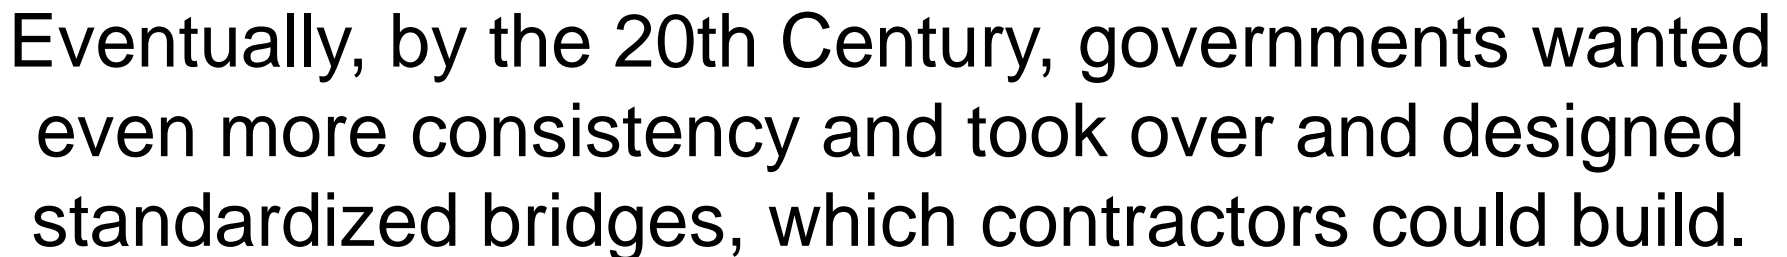 Eventually, by the 20th Century, governments wanted
even more consistency and took over and designed
standardized bridges, which contractors could build.